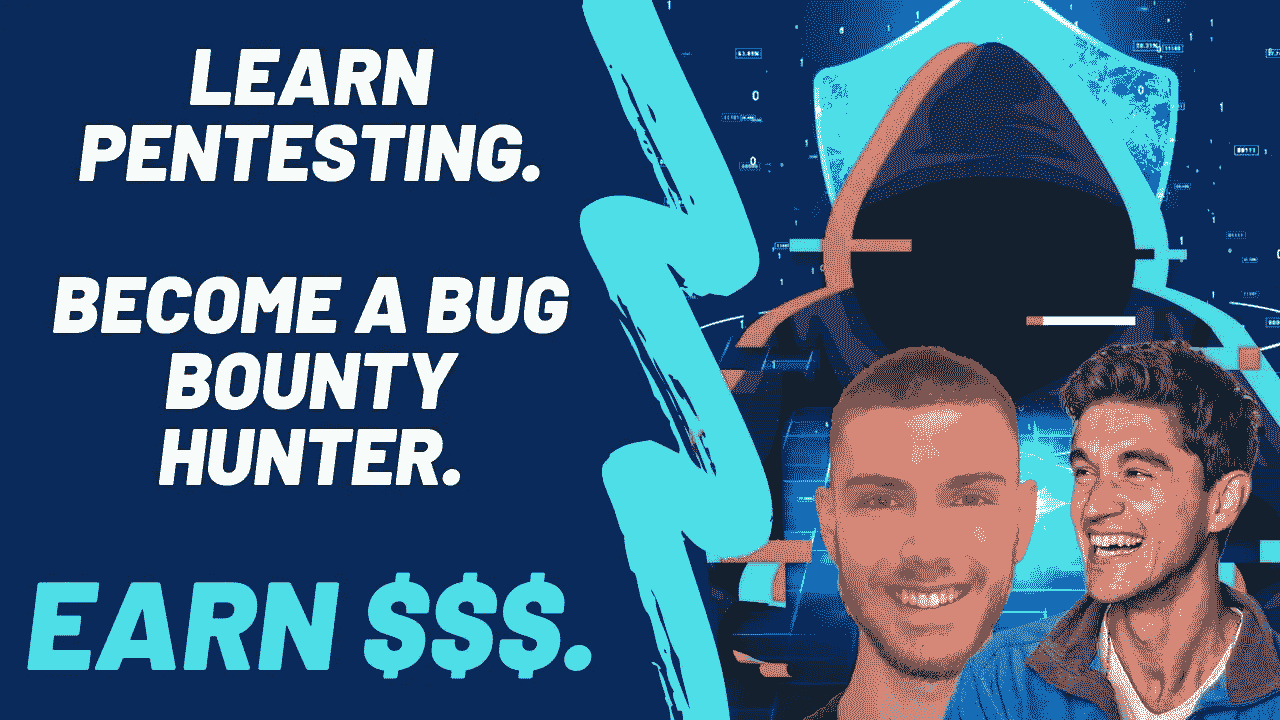 LEARN
PENTESTING.
BECOME A BUG
BOUNTY
HUNTER.
EARN $$$.